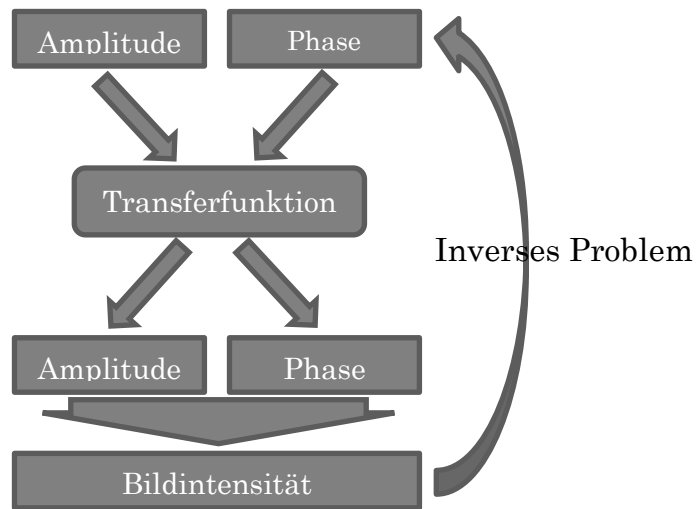 Amplitude
Phase
Transferfunktion
Inverses Problem
Amplitude
Phase
Bildintensität